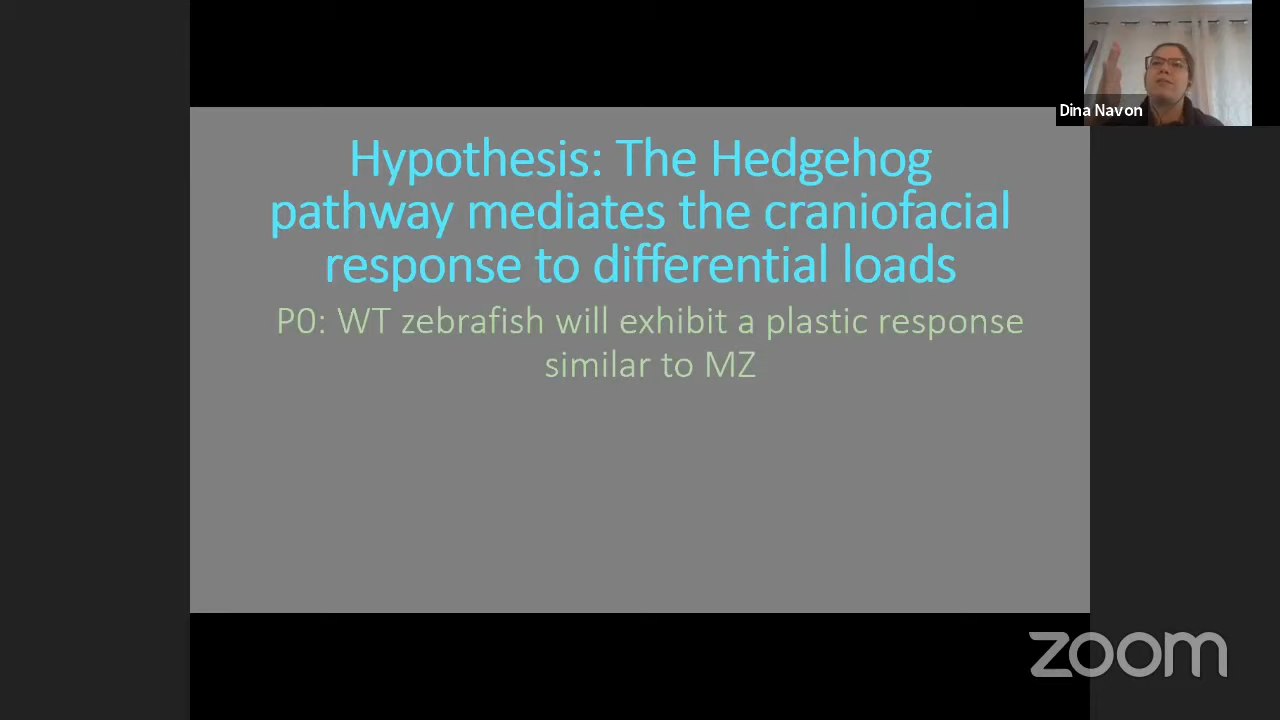 Dina Navon
Hypothesis: The Hedgehog
pathway mediates the craniofacial
response to differential loads
P0: WT zebrafish will exhibit a plastic response
similar to MZ
zoom